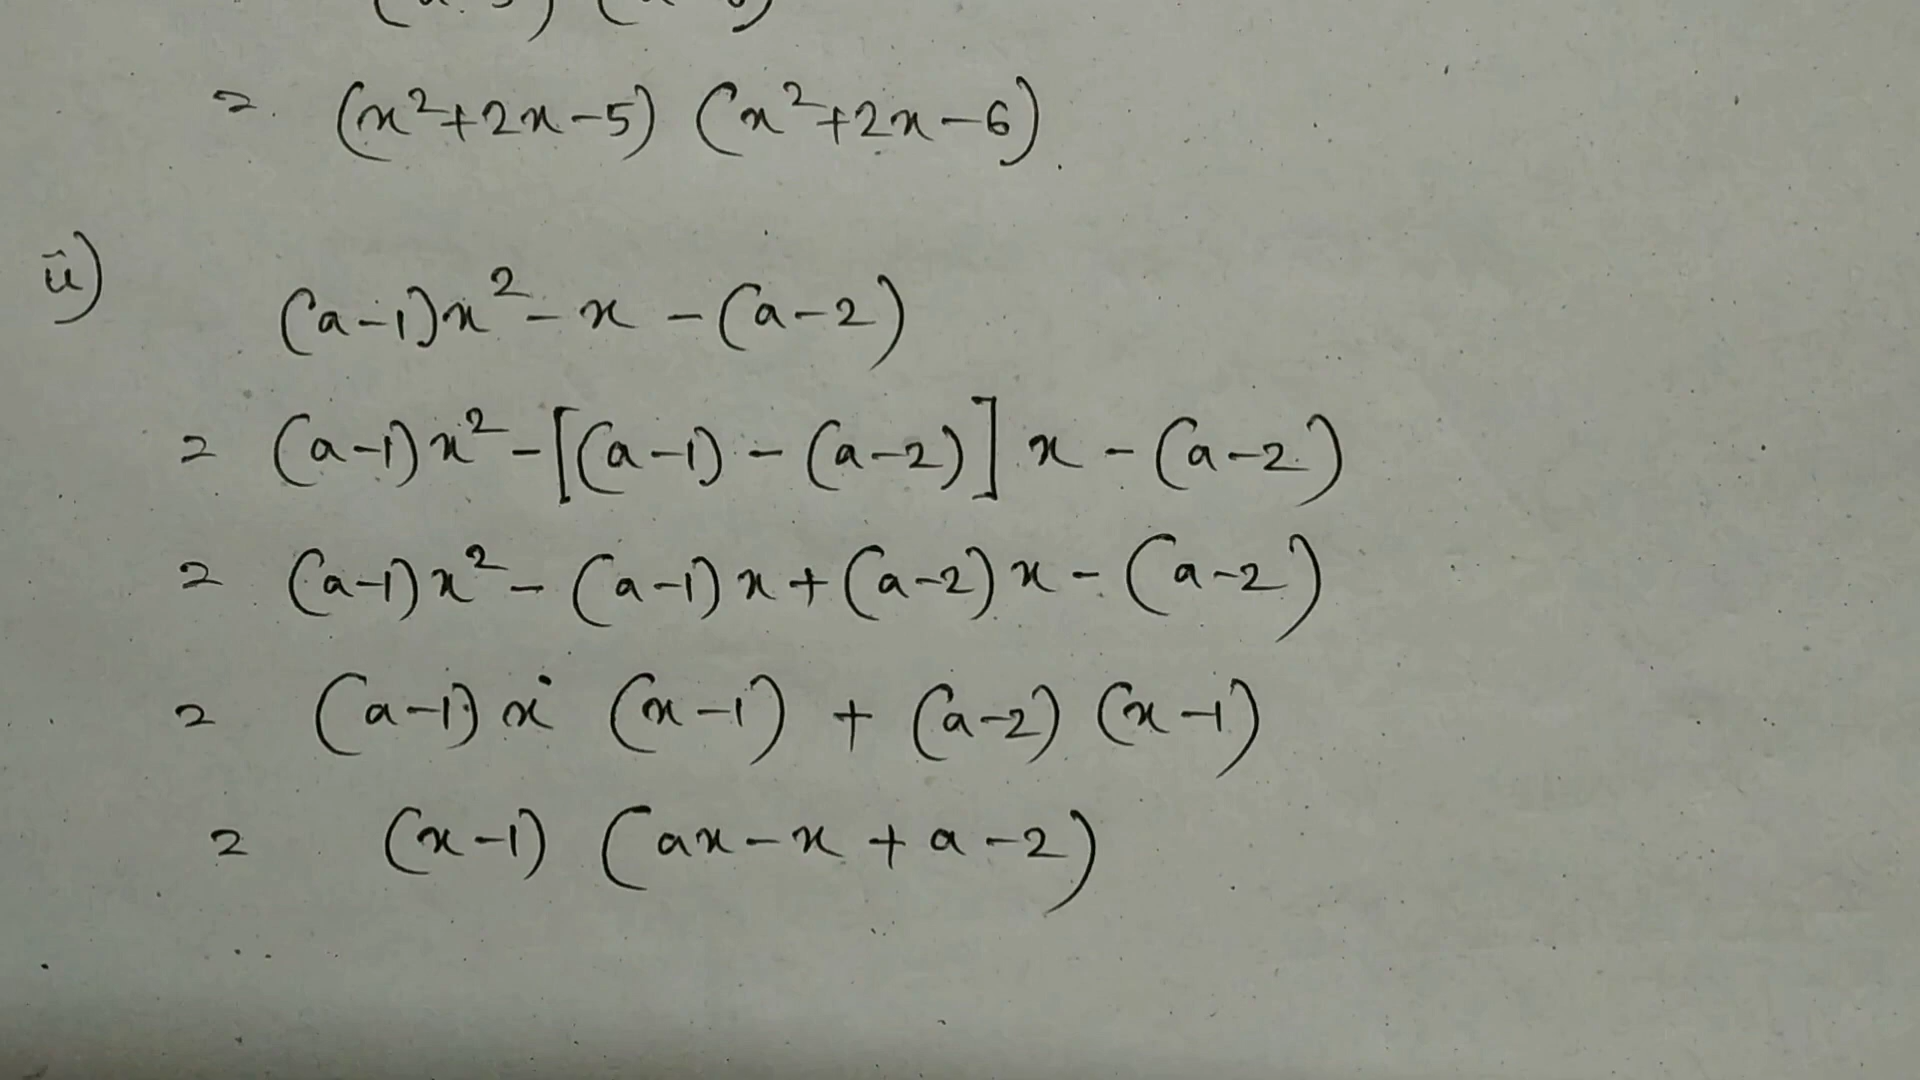 = (x²+2x-5) (x²+2x-6)
ii)
(a-1)x² - x - (a-2)
= (a-1)x² - [(a-1) - (a-2)] x - (a-2)
= (a-1)x² - (a-1)x + (a-2)x - (a-2)
= (a-1)x (x-1) + (a-2) (x-1)
= (x-1) (ax - x + a - 2)